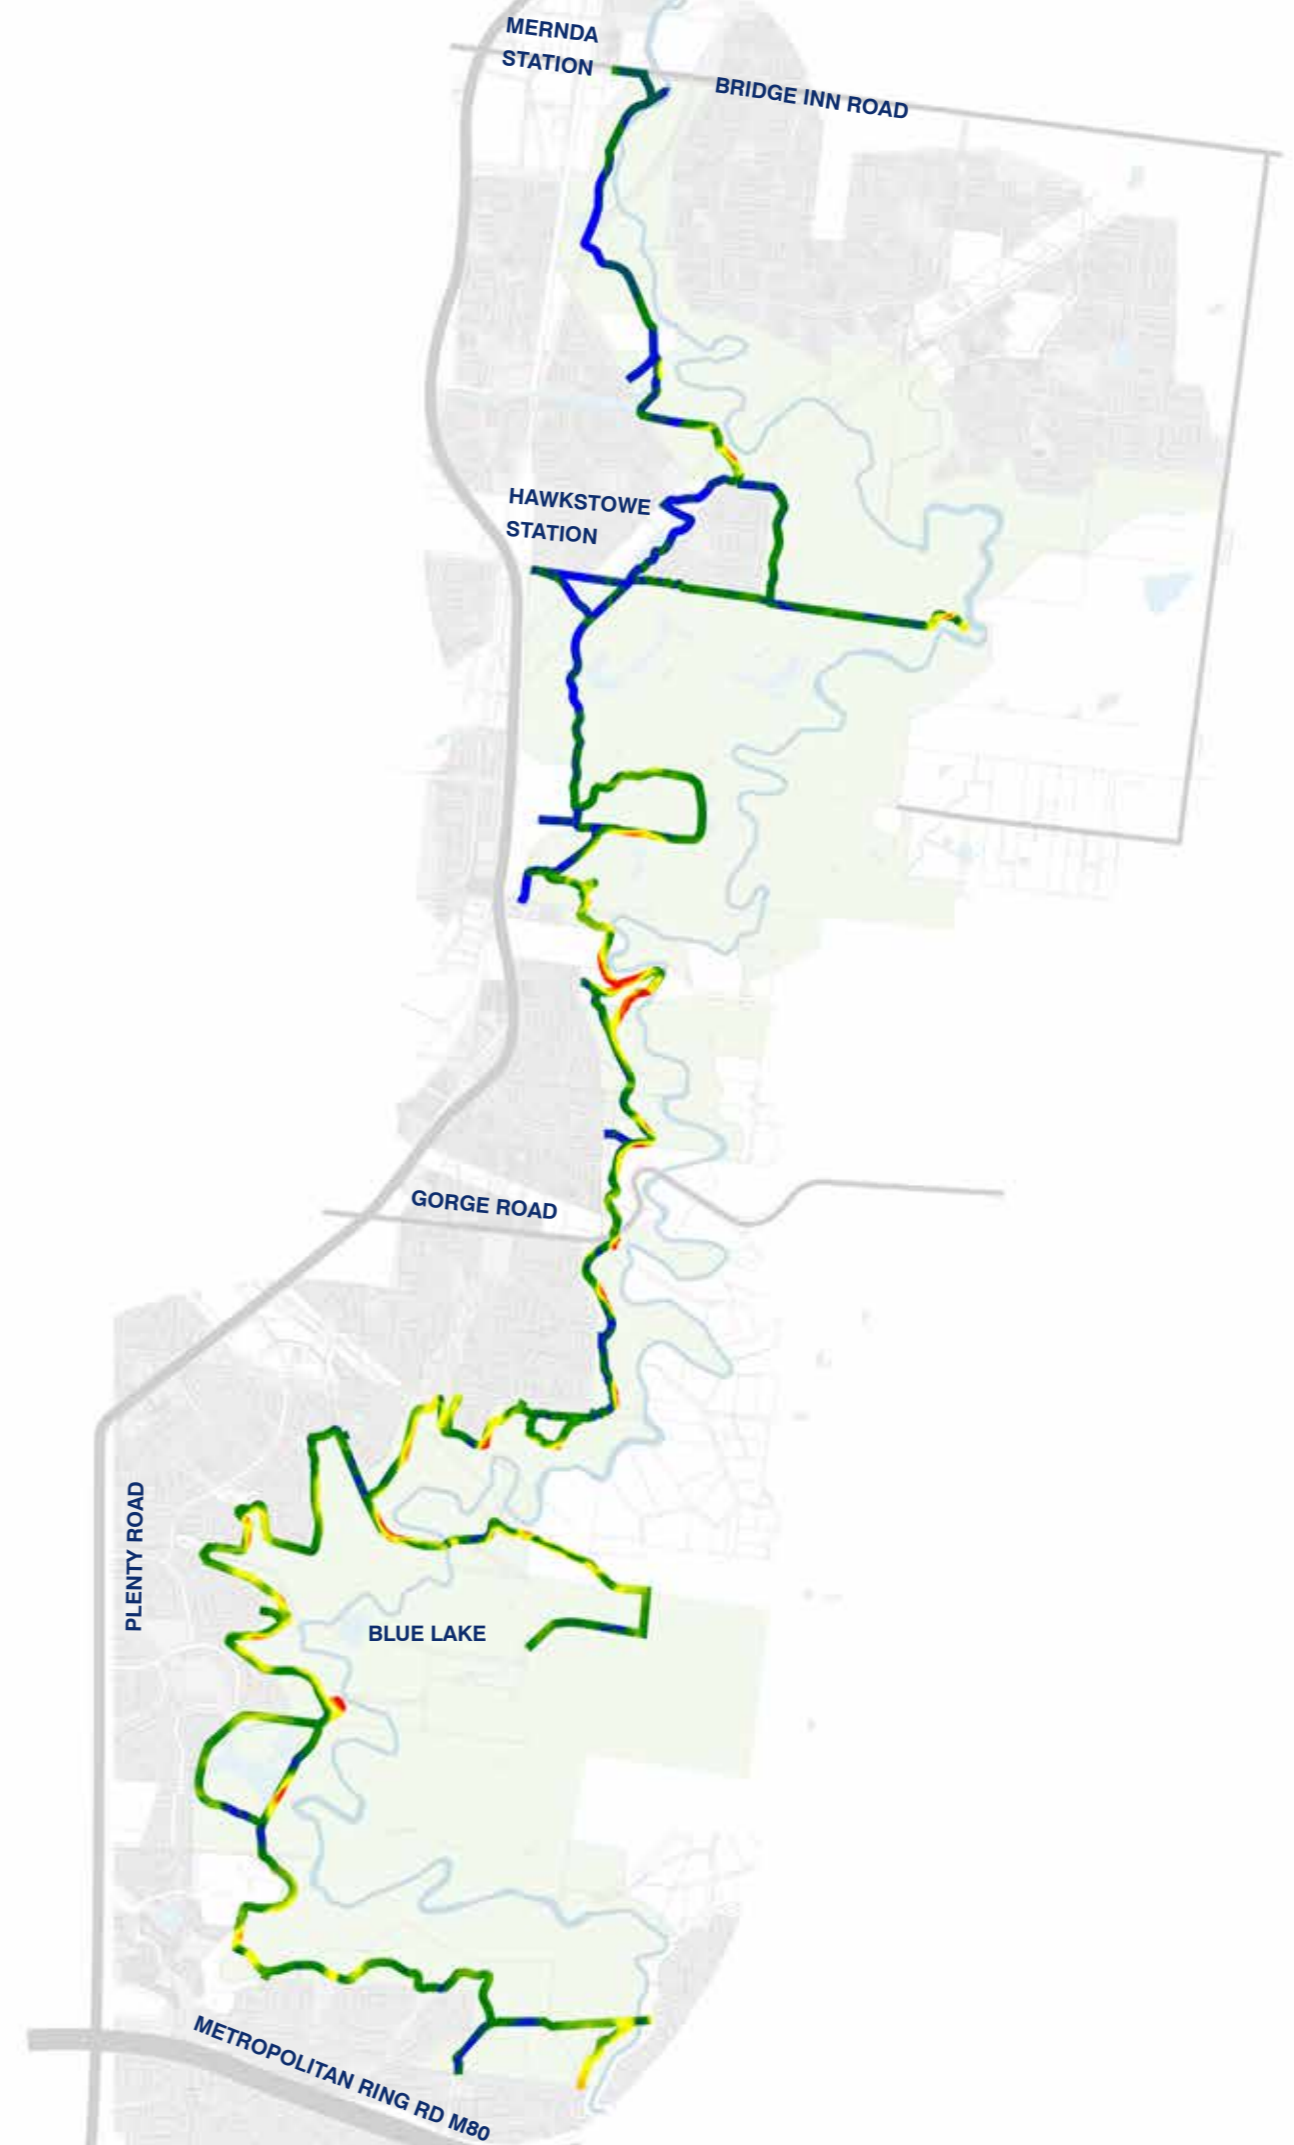 MERNDA
STATION
BRIDGE INN ROAD
HAWKSTOWE
STATION
GORGE ROAD
PLENTY ROAD
BLUE LAKE
METROPOLITAN RING RD M80